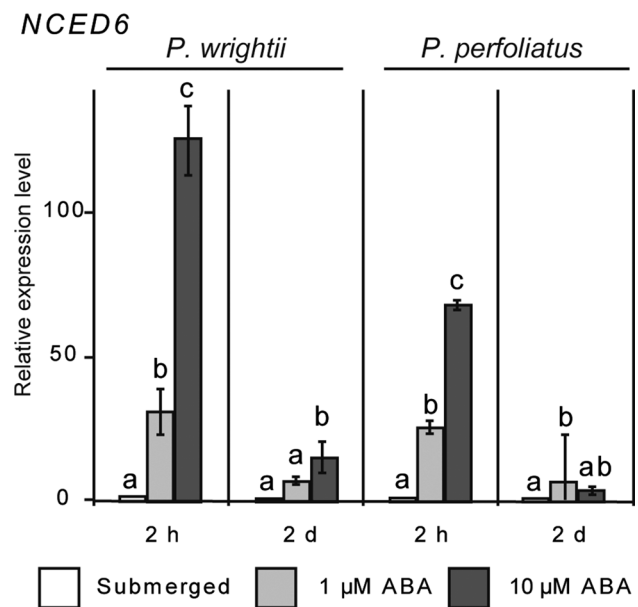 NCED6
P. wrightii P. perfoliatus
Relative expression level
100
50
0
a b c a a b a b c a b ab
2 h 2 d 2 h 2 d
Submerged 1 µM ABA 10 µM ABA